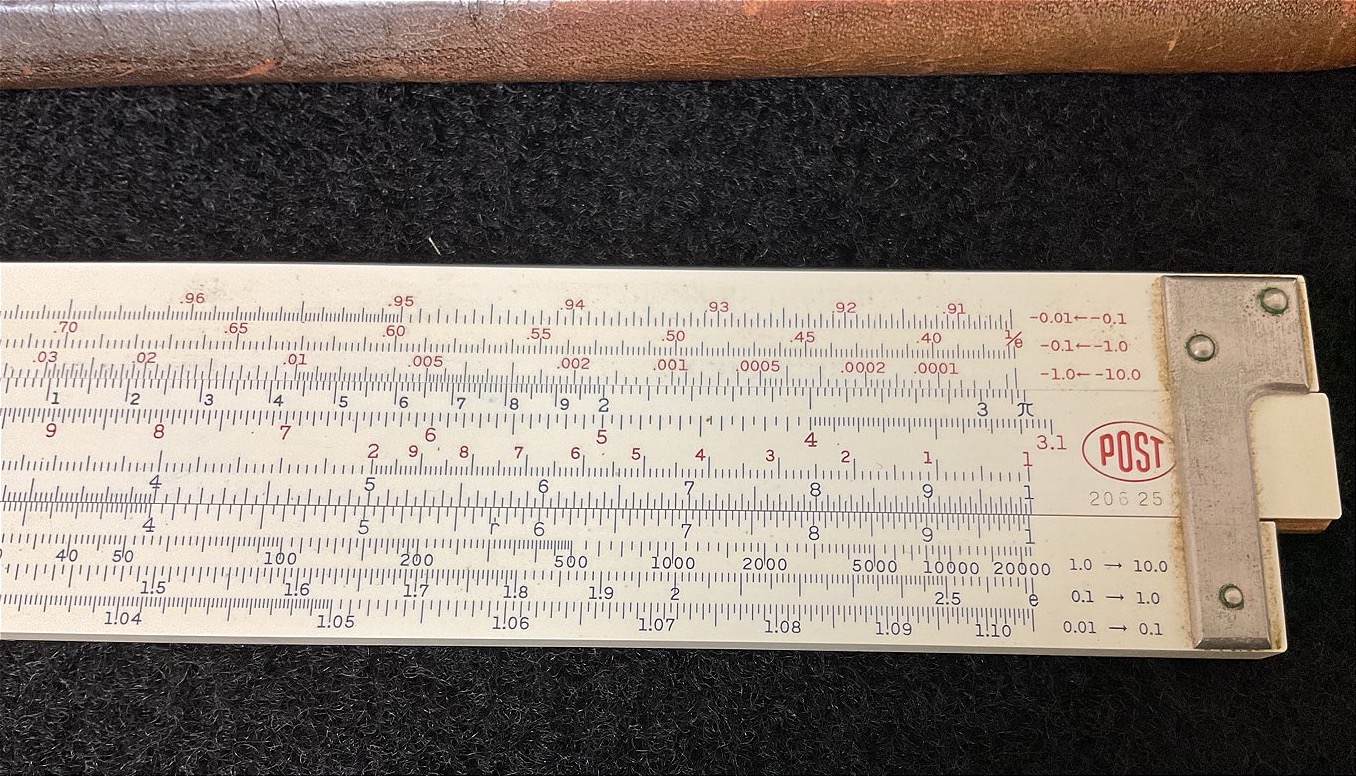 .96 .95 .94 .93 .92 .91 -0.01←-0.1
.70 .65 .60 .55 .50 .45 .40 1/e -0.1←-1.0
.03 .02 .01 .005 .002 .001 .0005 .0002 .0001 -1.0←-10.0
1 2 3 4 5 6 7 8 9 2 3 π
9 8 7 6 5 4 3.1
2 9 8 7 6 5 4 3 2 1 1
POST
4 5 6 7 8 9 1
206 25
4 5 r 6 7 8 9 1
40 50 100 200 500 1000 2000 5000 10000 20000 1.0 → 10.0
1.5 1.6 1.7 1.8 1.9 2 2.5 e 0.1 → 1.0
1.04 1.05 1.06 1.07 1.08 1.09 1.10 0.01 → 0.1